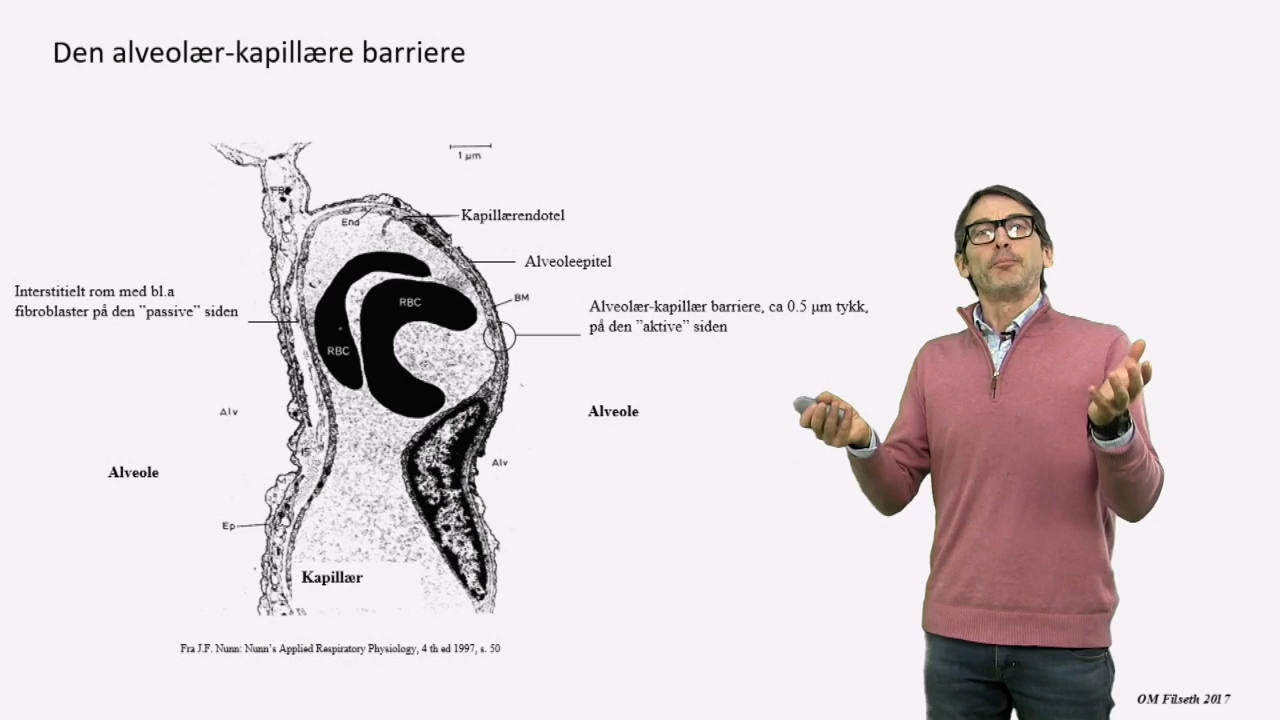 Den alveolær-kapillære barriere
1 µm
FB
End
Kapillærendotel
Alveoleepitel
Interstitielt rom med bl.a
fibroblaster på den ”passive” siden
RBC
BM
Alveolær-kapillær barriere, ca 0.5 µm tykk,
på den ”aktive” siden
RBC
Alv
Alveole
IS
Alv
Alveole
Ep
Kapillær
Fra J.F. Nunn: Nunn’s Applied Respiratory Physiology, 4 th ed 1997, s. 50
OM Filseth 2017